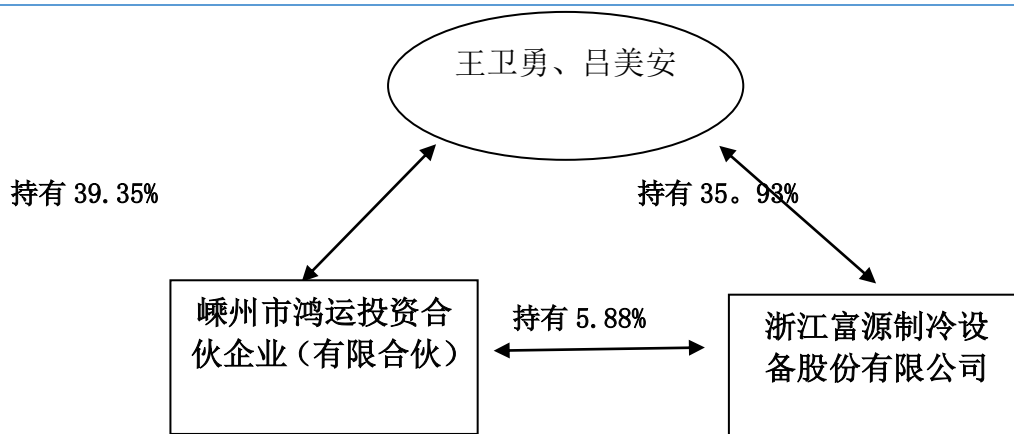 王卫勇、吕美安
持有 39.35%
持有 35。93%
嵊州市鸿运投资合
伙企业（有限合伙）
持有 5.88%
浙江富源制冷设
备股份有限公司